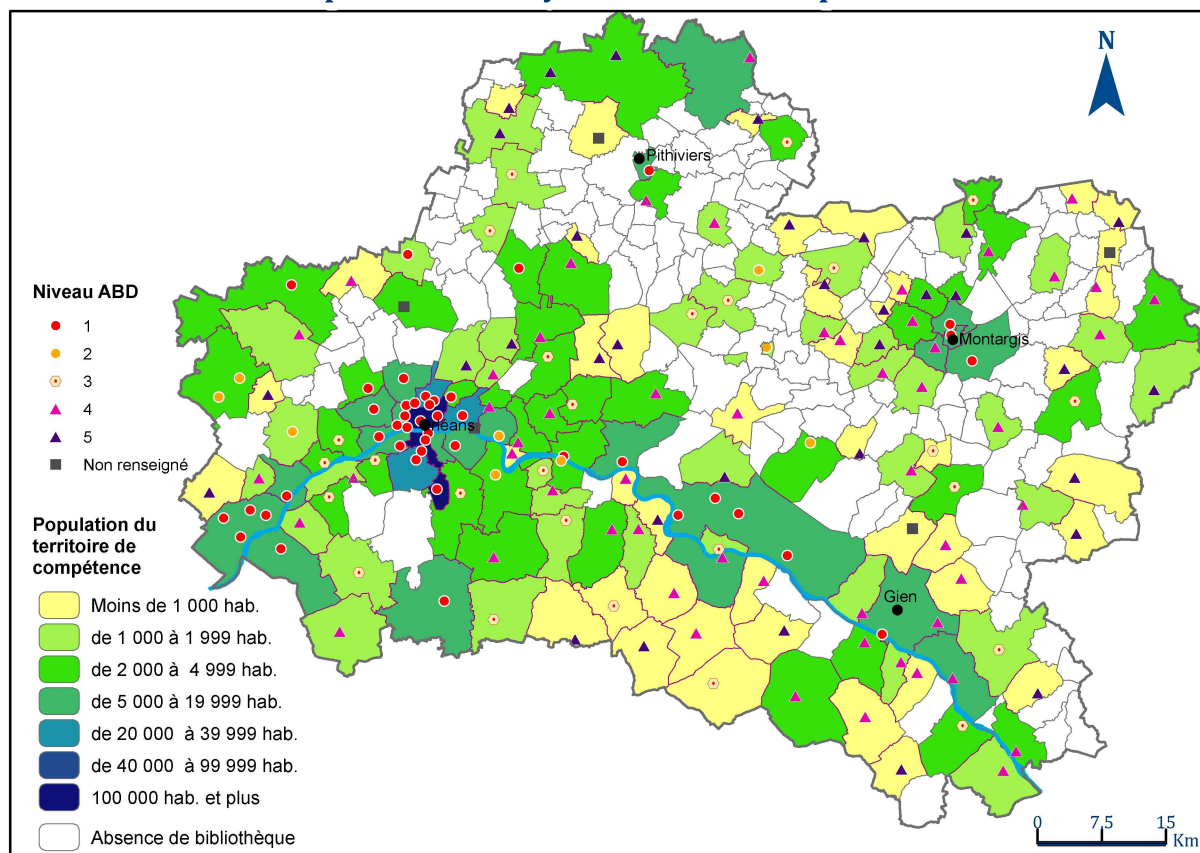 N
Pithiviers
Niveau ABD
1
2
3
4
5
Non renseigné
Montargis
Orléans
Population du
territoire de
compétence
Moins de 1 000 hab.
de 1 000 à 1 999 hab.
de 2 000 à 4 999 hab.
de 5 000 à 19 999 hab.
de 20 000 à 39 999 hab.
de 40 000 à 99 999 hab.
100 000 hab. et plus
Absence de bibliothèque
Gien
0 7,5 15
Km